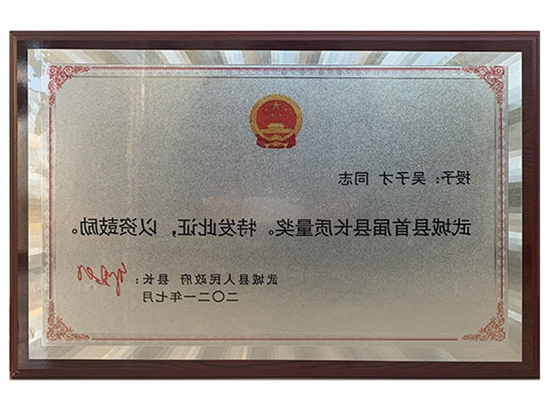 授予：吴子才 同志
武城县首届县长质量奖。特发此证，以资鼓励。
武城县人民政府 县长：
二〇二一年七月